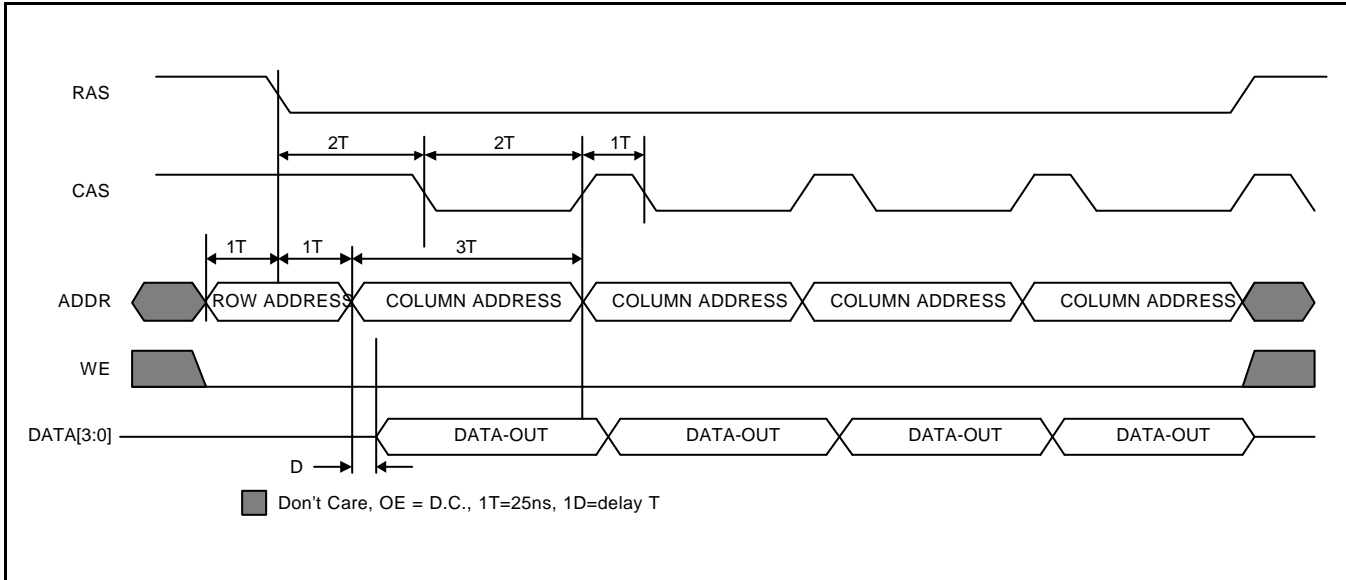 RAS
2T 2T 1T
CAS
1T 1T 3T
ADDR ROW ADDRESS COLUMN ADDRESS COLUMN ADDRESS COLUMN ADDRESS COLUMN ADDRESS
WE
DATA[3:0] DATA-OUT DATA-OUT DATA-OUT DATA-OUT
D
Don't Care, OE = D.C., 1T=25ns, 1D=delay T